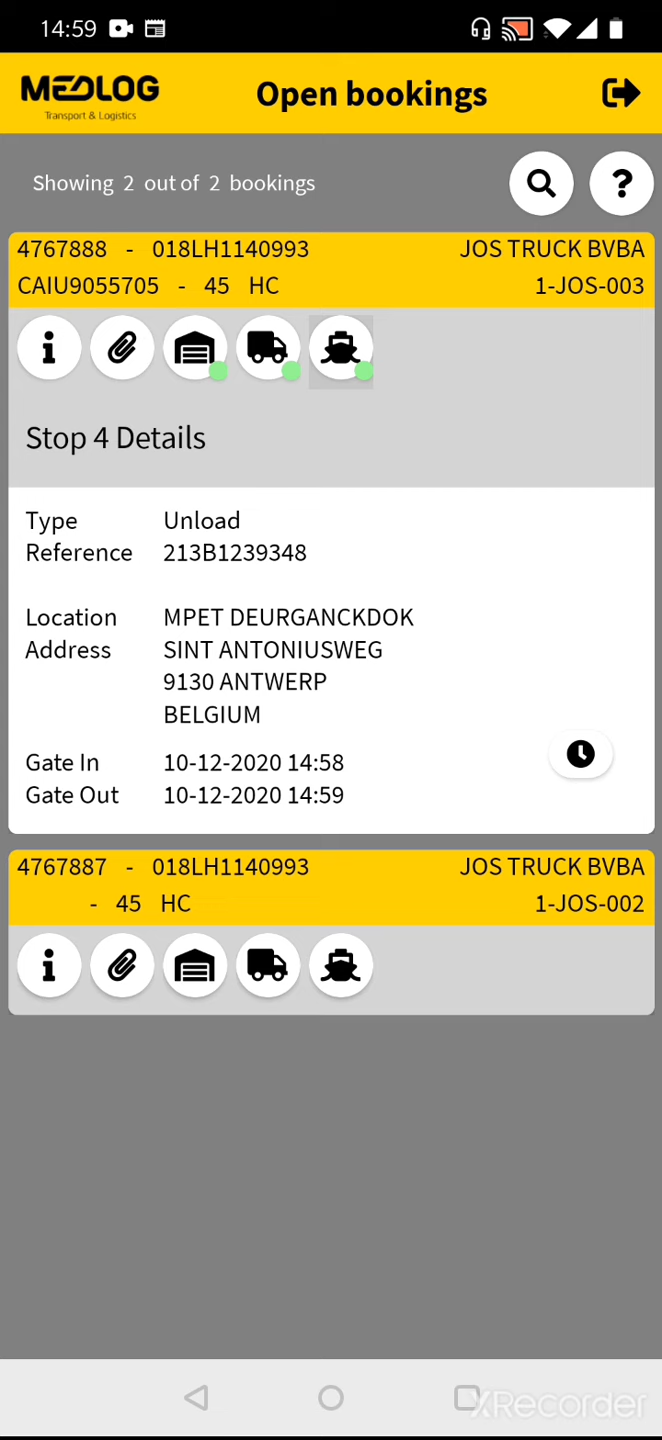 14:59
MEDLOG
Transport & Logistics
Open bookings
Showing 2 out of 2 bookings
?
4767888 - 018LH1140993 JOS TRUCK BVBA
CAIU9055705 - 45 HC 1-JOS-003
Stop 4 Details
Type Unload
Reference 213B1239348
Location MPET DEURGANCKDOK
Address SINT ANTONIUSWEG
9130 ANTWERP
BELGIUM
Gate In 10-12-2020 14:58
Gate Out 10-12-2020 14:59
4767887 - 018LH1140993 JOS TRUCK BVBA
- 45 HC 1-JOS-002
XRecorder